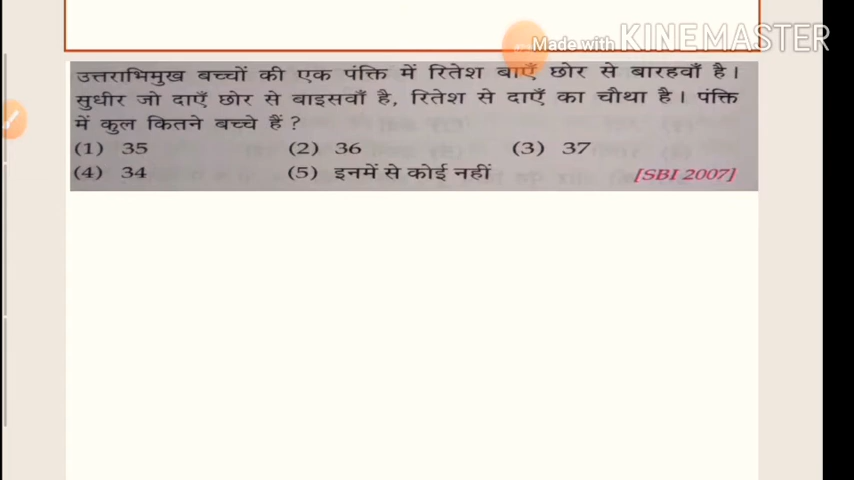 Made with KINEMASTER
उत्तराभिमुख बच्चों की एक पंक्ति में रितेश बाएँ छोर से बारहवाँ है।
सुधीर जो दाएँ छोर से बाइसवाँ है, रितेश से दाएँ का चौथा है। पंक्ति
में कुल कितने बच्चे हैं ?
(1) 35 (2) 36 (3) 37
(4) 34 (5) इनमें से कोई नहीं [SBI 2007]